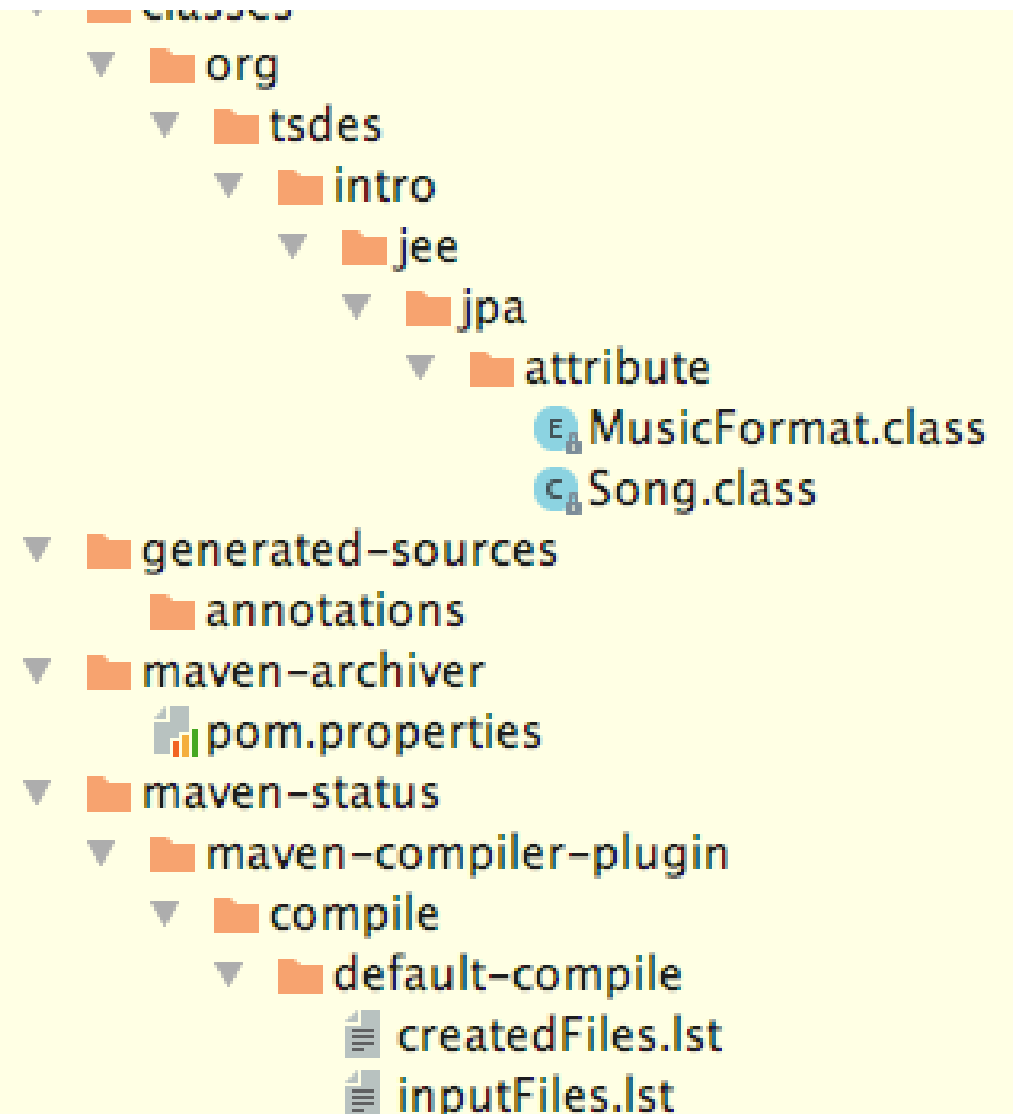 classes
org
tsdes
intro
jee
jpa
attribute
E MusicFormat.class
C Song.class
generated-sources
annotations
maven-archiver
pom.properties
maven-status
maven-compiler-plugin
compile
default-compile
createdFiles.lst
inputFiles.lst